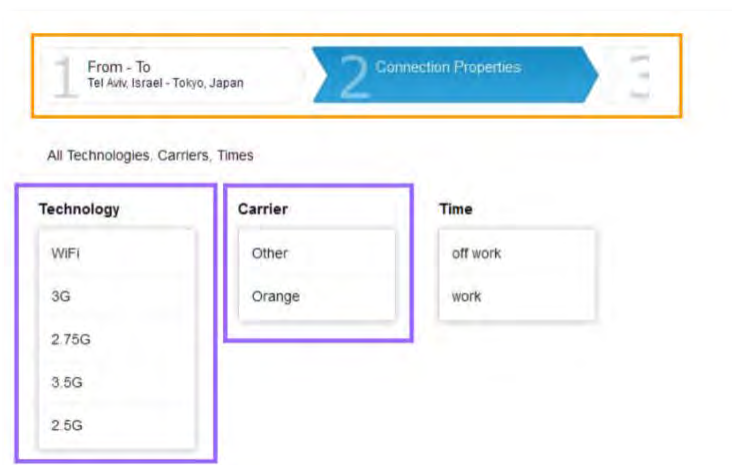 1 From - To
Tel Aviv, Israel - Tokyo, Japan
2 Connection Properties
3
All Technologies, Carriers, Times
Technology
WiFi
3G
2.75G
3.5G
2.5G
Carrier
Other
Orange
Time
off work
work